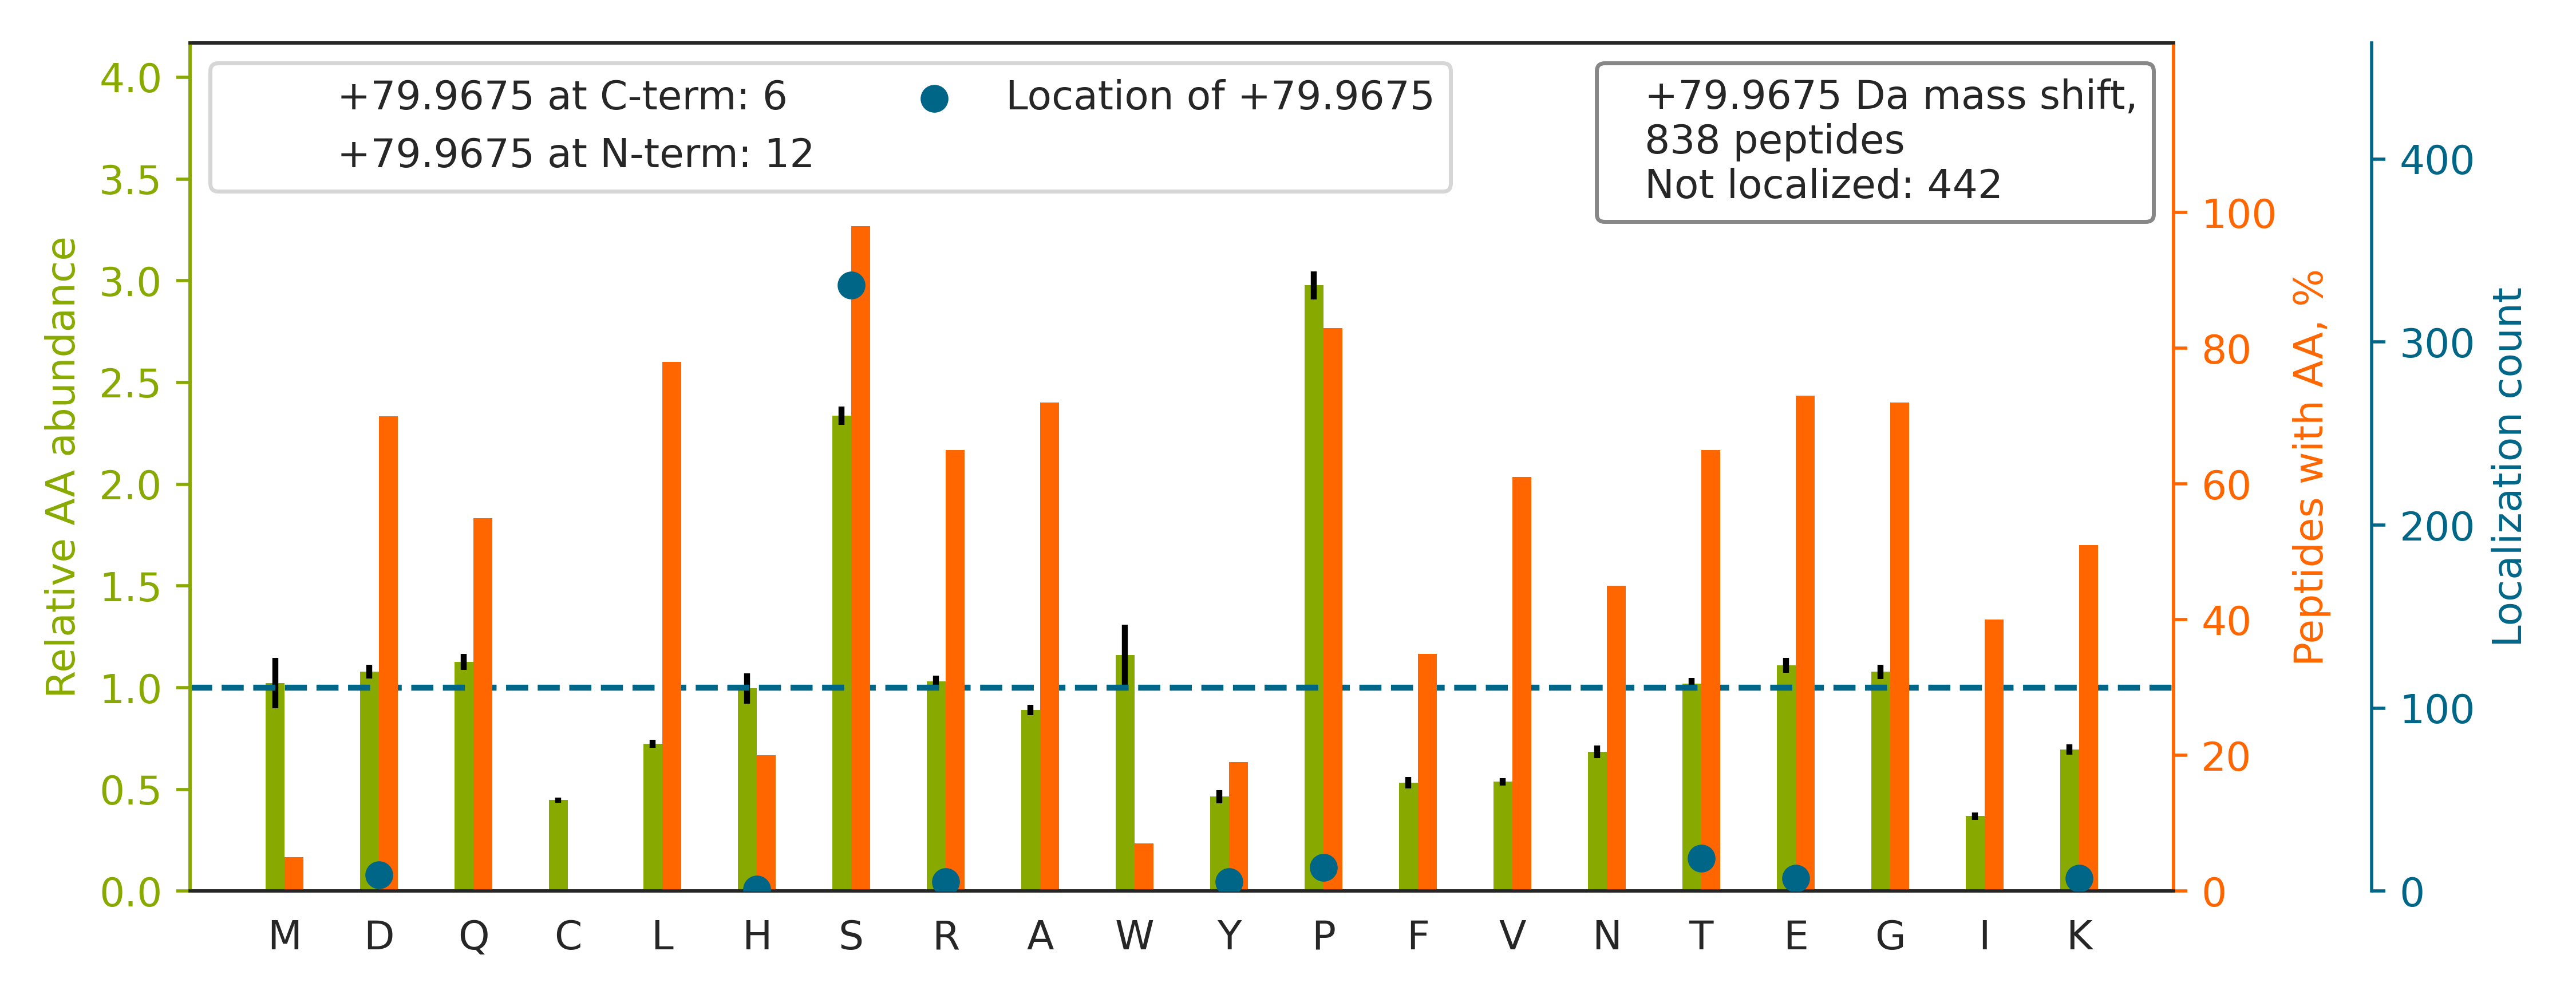 +79.9675 at C-term: 6
+79.9675 at N-term: 12
Location of +79.9675
+79.9675 Da mass shift,
838 peptides
Not localized: 442
Relative AA abundance
4.0
3.5
3.0
2.5
2.0
1.5
1.0
0.5
0.0
M D Q C L H S R A W Y P F V N T E G I K
100
80
60
40
20
0
Peptides with AA, %
400
300
200
100
0
Localization count